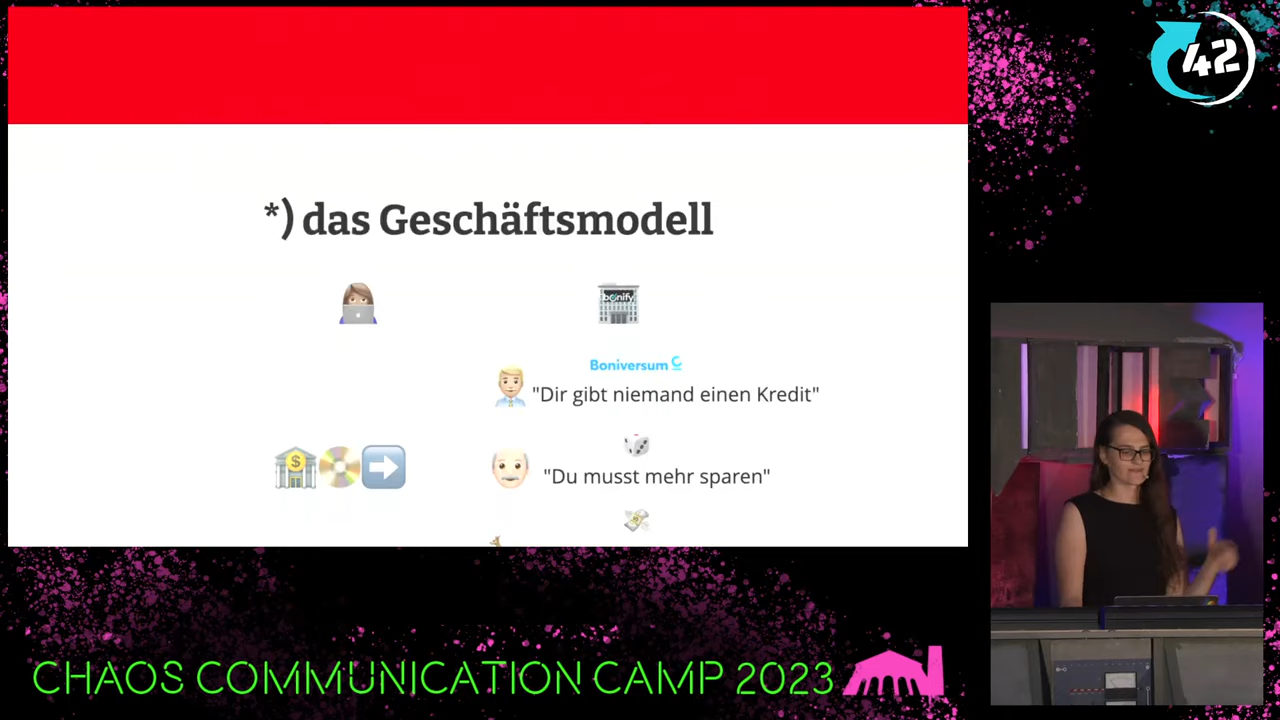 42
*) das Geschäftsmodell
bonify
Boniversum
"Dir gibt niemand einen Kredit"
"Du musst mehr sparen"
CHAOS COMMUNICATION CAMP 2023